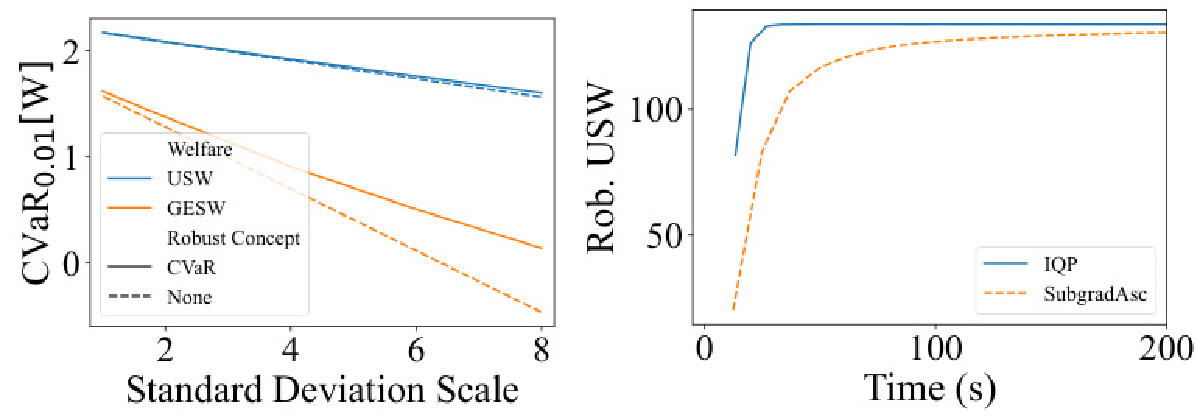 CVaR0.01[W]
2
1
0
Welfare
USW
GESW
Robust Concept
CVaR
None
2 4 6 8
Standard Deviation Scale
Rob. USW
100
50
IQP
SubgradAsc
0 100 200
Time (s)